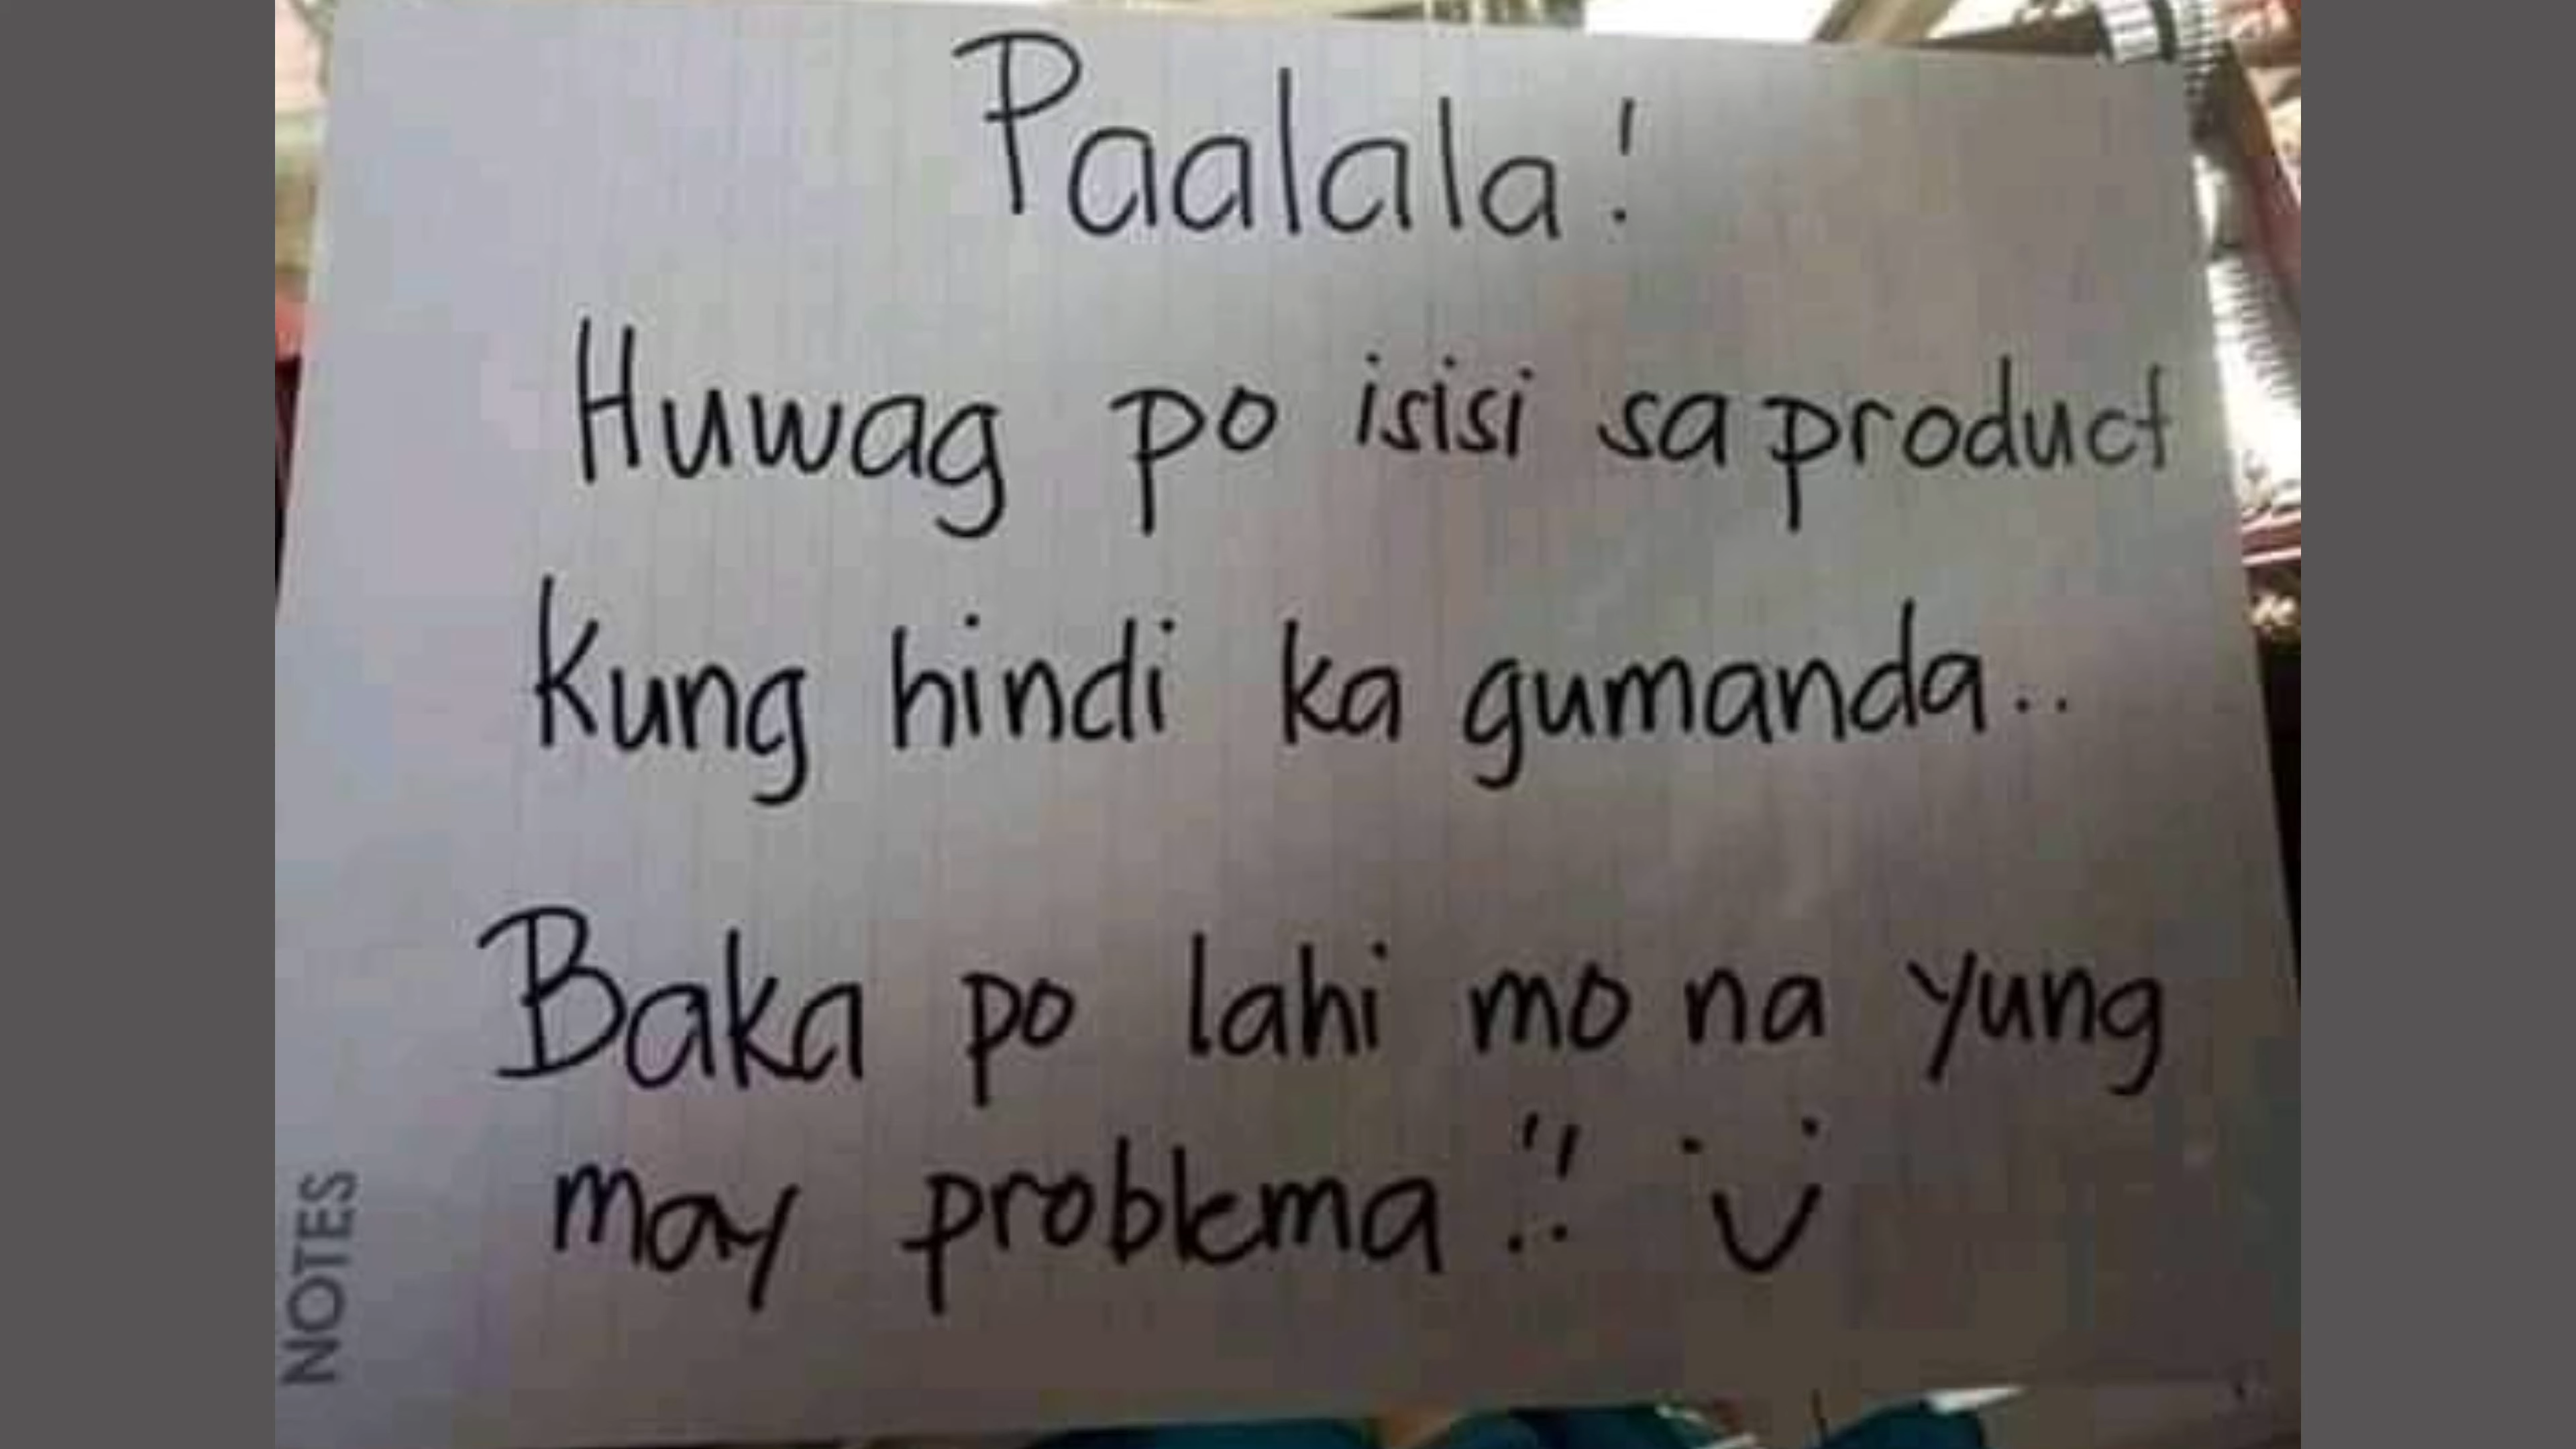 Paalala!
Huwag po isisi sa product
kung hindi ka gumanda..
Baka po lahi mo na yung
may problema!! :)
NOTES